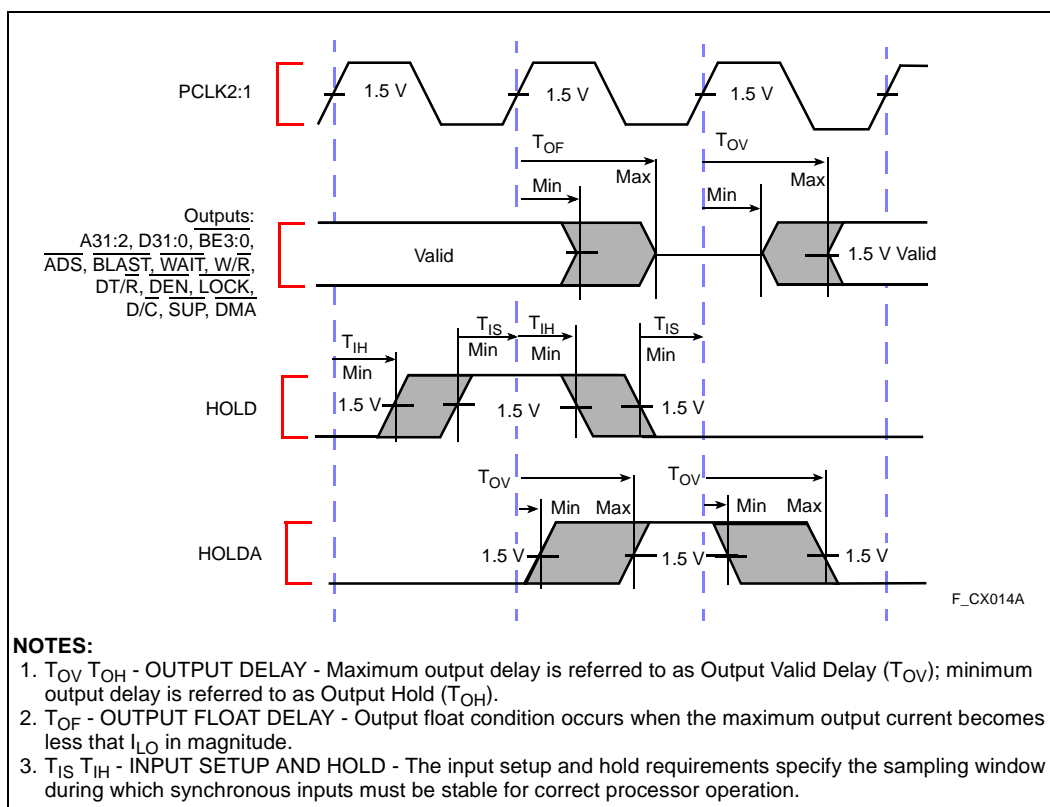 PCLK2:1
1.5 V
1.5 V
1.5 V
TOF
TOV
Min
Max
Min
Max
Outputs:
A31:2, D31:0, BE3:0,
ADS, BLAST, WAIT, W/R,
DT/R, DEN, LOCK,
D/C, SUP, DMA
Valid
1.5 V Valid
TIH
Min
TIS
Min
TIH
Min
TIS
Min
HOLD
1.5 V
1.5 V
1.5 V
TOV
TOV
Min
Max
Min
Max
HOLDA
1.5 V
1.5 V
1.5 V
F_CX014A
NOTES:
1. TOV TOH - OUTPUT DELAY - Maximum output delay is referred to as Output Valid Delay (TOV); minimum
output delay is referred to as Output Hold (TOH).
2. TOF - OUTPUT FLOAT DELAY - Output float condition occurs when the maximum output current becomes
less that ILO in magnitude.
3. TIS TIH - INPUT SETUP AND HOLD - The input setup and hold requirements specify the sampling window
during which synchronous inputs must be stable for correct processor operation.